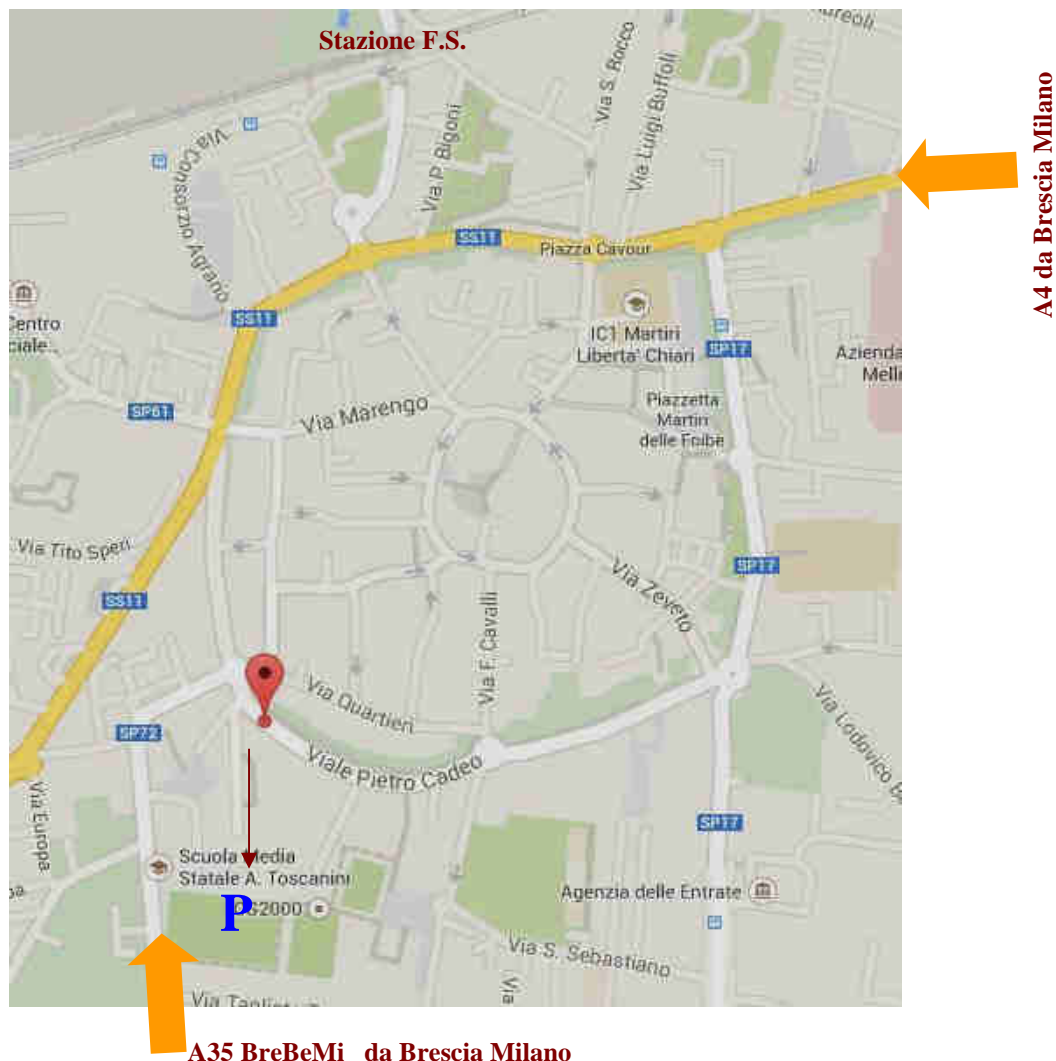 Stazione F.S.
Via S. Rocco
Via Luigi Buffoli
Via P. Bigoni
Via Consorzio Agrario
A4 da Brescia Milano
SS11
Piazza Cavour
SS11
IC1 Martiri
Liberta' Chiari
SP17
Azienda
Centro
SP61
Via Marengo
Piazzetta
Martiri
delle Foibe
Via Tito Speri
SS11
SP17
Via Zeveto
Via F. Cavalli
Via Quartieri
SP72
Viale Pietro Cadeo
Via Lodovico
Via Europa
SP17
Scuola Media
Statale A. Toscanini
P
Agenzia delle Entrate
Via S. Sebastiano
Via
A35 BreBeMi da Brescia Milano